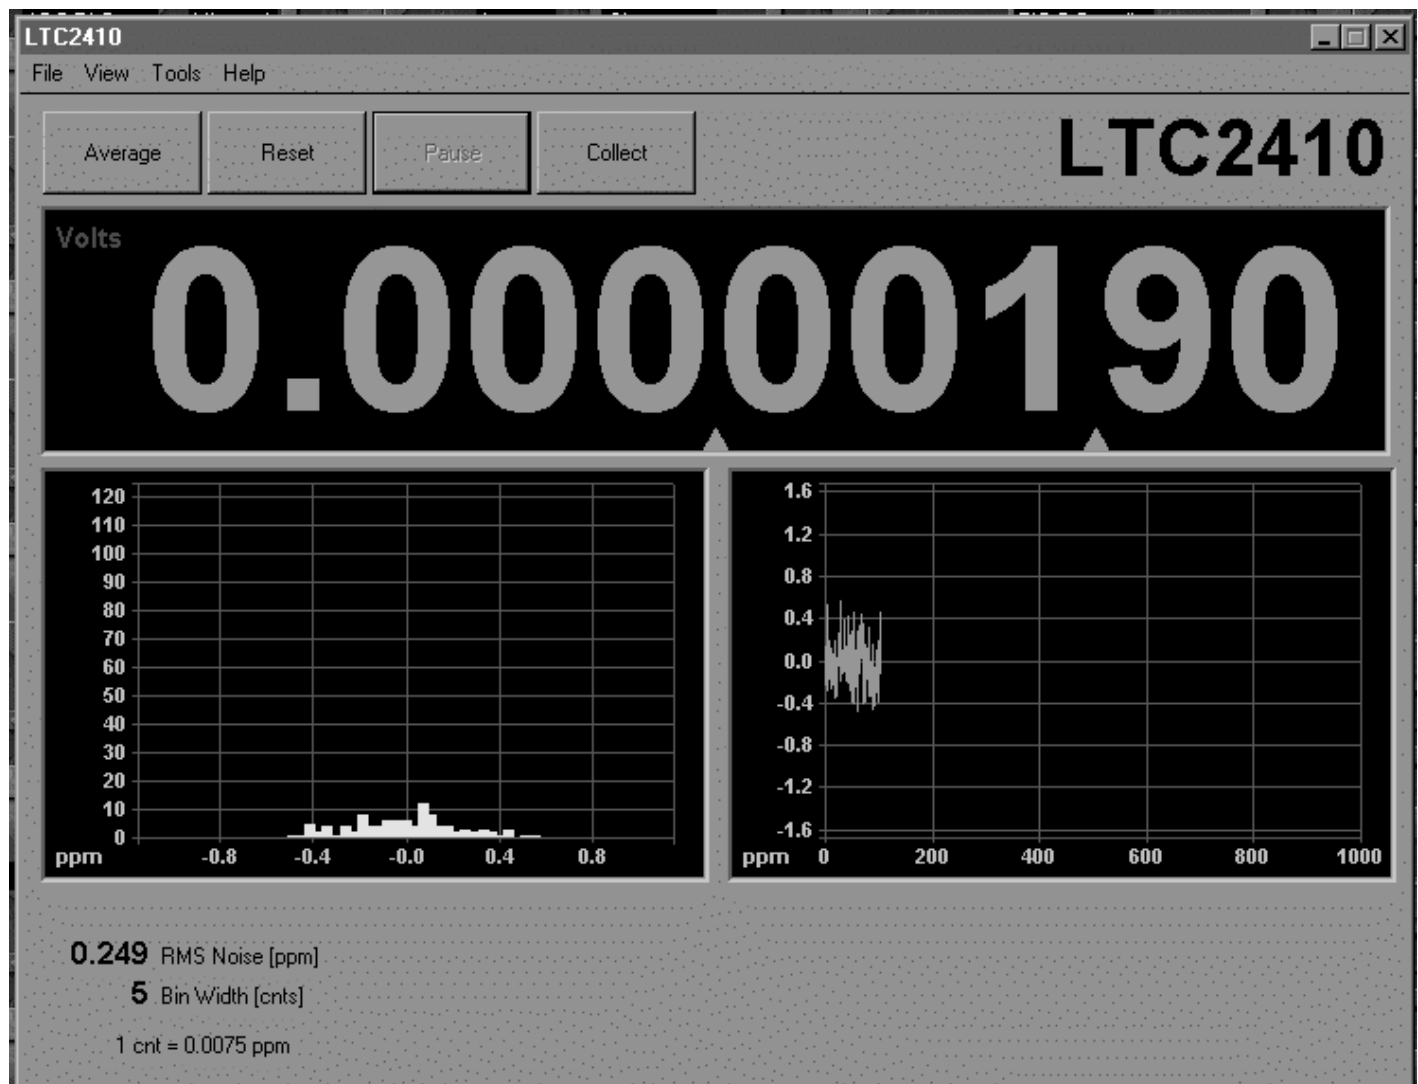 LTC2410
File View Tools Help
Average Reset Pause Collect
LTC2410
Volts
0.00000190
120
110
100
90
80
70
60
50
40
30
20
10
0
ppm -0.8 -0.4 -0.0 0.4 0.8
1.6
1.2
0.8
0.4
0.0
-0.4
-0.8
-1.2
-1.6
ppm 0 200 400 600 800 1000
0.249 RMS Noise [ppm]
5 Bin Width [cnts]
1 cnt = 0.0075 ppm